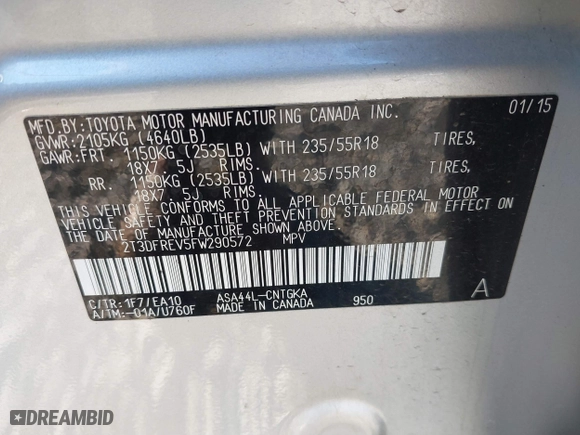 MFD.BY:TOYOTA MOTOR MANUFACTURING CANADA INC. 01/15
GVWR:2105KG (4640LB)
GAWR:FRT. 1150KG (2535LB) WITH 235/55R18 TIRES,
18X7. 5J RIMS.
RR. 1150KG (2535LB) WITH 235/55R18 TIRES,
18X7. 5J RIMS.
THIS VEHICLE CONFORMS TO ALL APPLICABLE FEDERAL MOTOR
VEHICLE SAFETY AND THEFT PREVENTION STANDARDS IN EFFECT ON
THE DATE OF MANUFACTURE SHOWN ABOVE.
2T3DFREV5FW290572 MPV
C/TR:1F7/EA10 ASA44L-CNTGKA A
A/TM:-01A/U760F MADE IN CANADA 950
DREAMBID